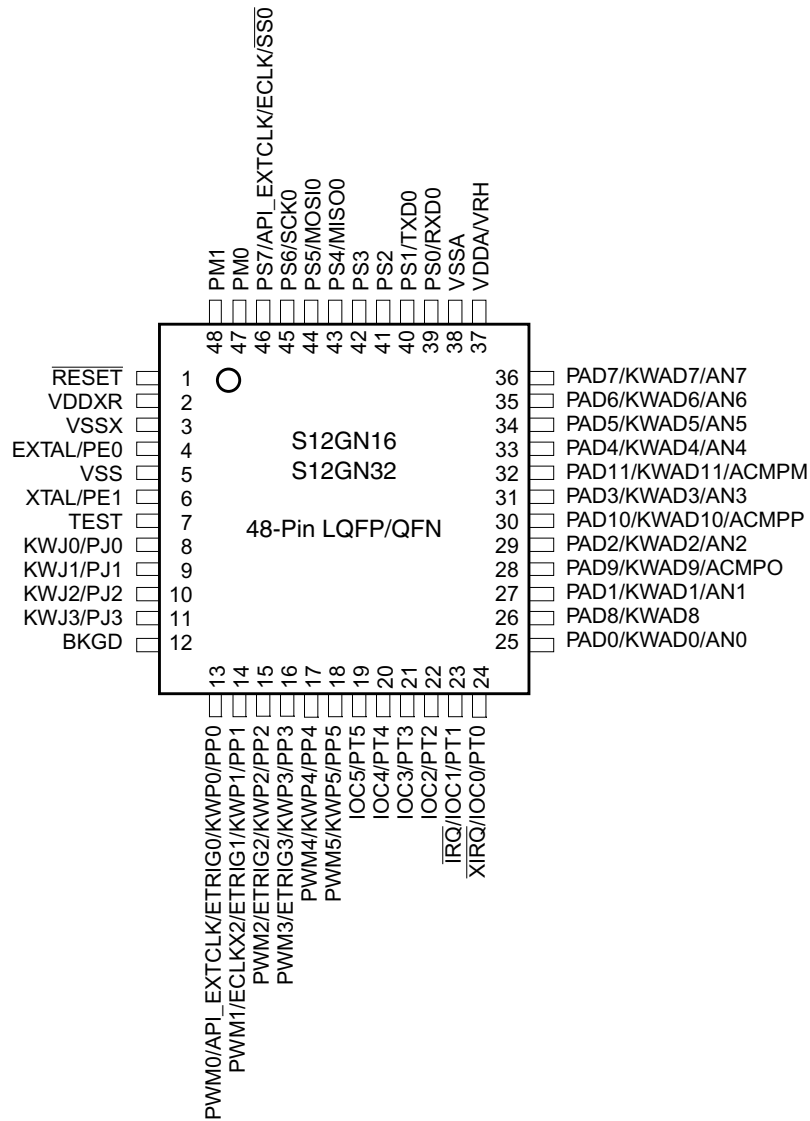 PM1
PM0
PS7/API_EXTCLK/ECLK/SS0
PS6/SCK0
PS5/MOSI0
PS4/MISO0
PS3
PS2
PS1/TXD0
PS0/RXD0
VSSA
VDDA/VRH
48
47
46
45
44
43
42
41
40
39
38
37
RESET 1
VDDXR 2
VSSX 3
EXTAL/PE0 4
VSS 5
XTAL/PE1 6
TEST 7
KWJ0/PJ0 8
KWJ1/PJ1 9
KWJ2/PJ2 10
KWJ3/PJ3 11
BKGD 12
S12GN16
S12GN32
48-Pin LQFP/QFN
36 PAD7/KWAD7/AN7
35 PAD6/KWAD6/AN6
34 PAD5/KWAD5/AN5
33 PAD4/KWAD4/AN4
32 PAD11/KWAD11/ACMPM
31 PAD3/KWAD3/AN3
30 PAD10/KWAD10/ACMPP
29 PAD2/KWAD2/AN2
28 PAD9/KWAD9/ACMPO
27 PAD1/KWAD1/AN1
26 PAD8/KWAD8
25 PAD0/KWAD0/AN0
13
14
15
16
17
18
19
20
21
22
23
24
PWM0/API_EXTCLK/ETRIG0/KWP0/PP0
PWM1/ECLKX2/ETRIG1/KWP1/PP1
PWM2/ETRIG2/KWP2/PP2
PWM3/ETRIG3/KWP3/PP3
PWM4/KWP4/PP4
PWM5/KWP5/PP5
IOC5/PT5
IOC4/PT4
IOC3/PT3
IOC2/PT2
IRQ/IOC1/PT1
XIRQ/IOC0/PT0